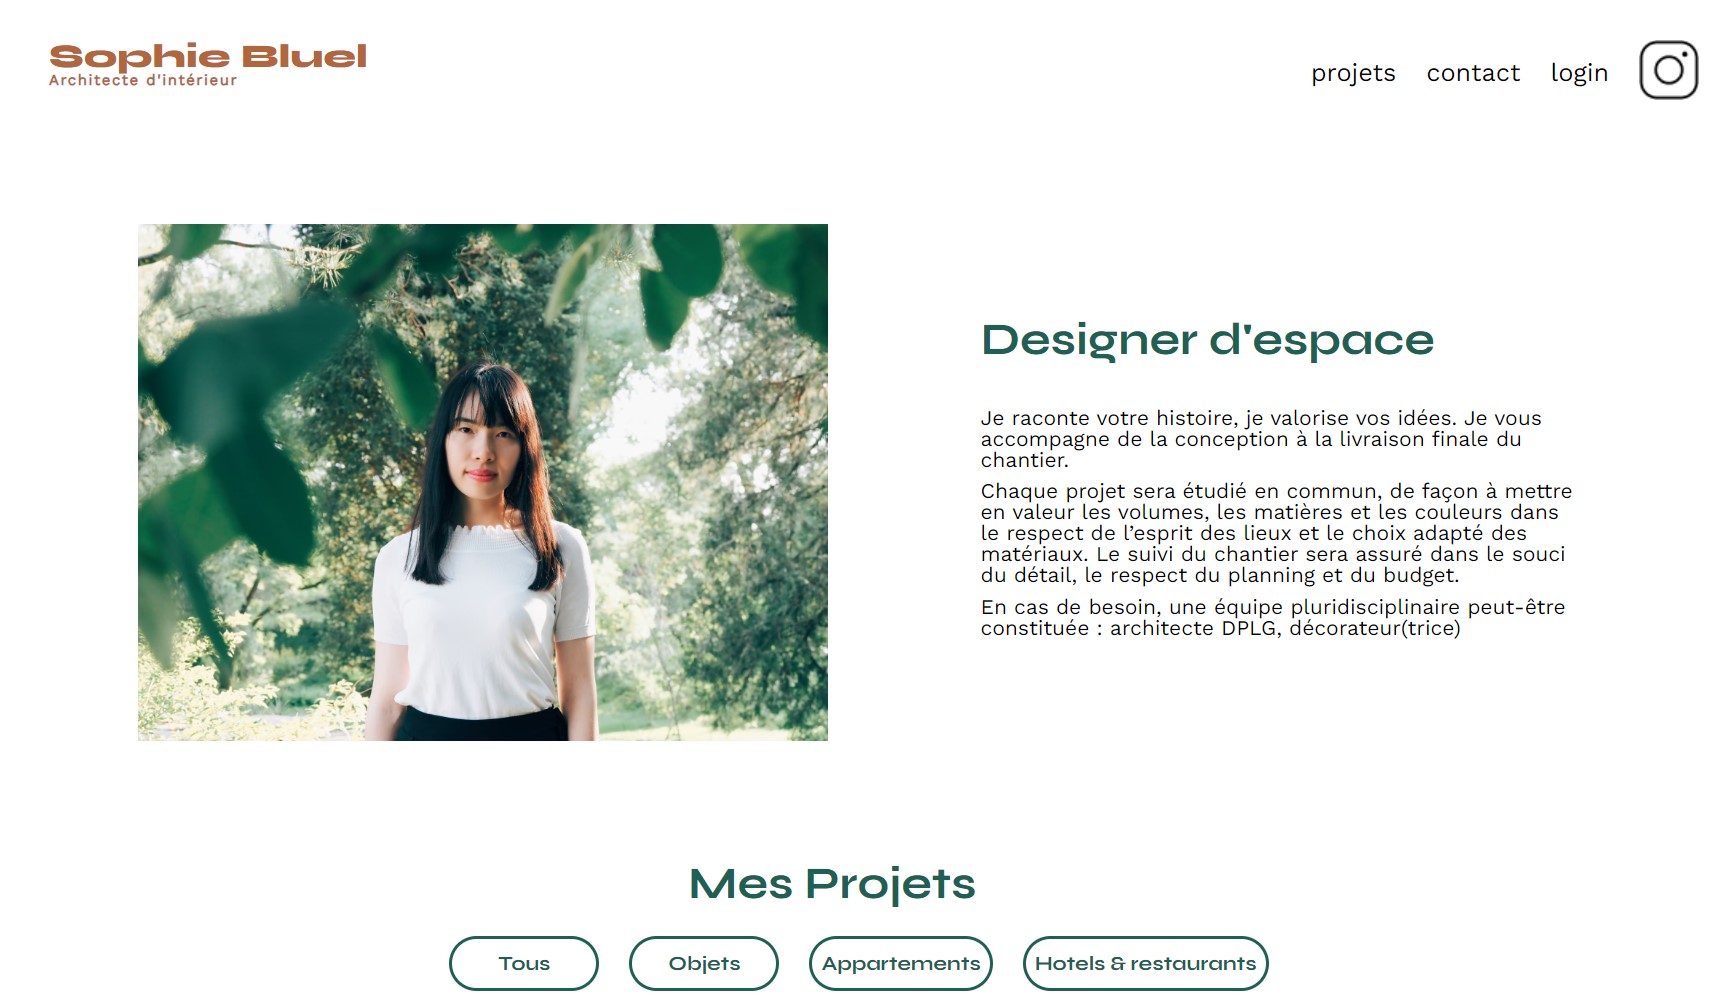 Sophie Bluel
Architecte d'intérieur
projets contact login
Designer d'espace
Je raconte votre histoire, je valorise vos idées. Je vous
accompagne de la conception à la livraison finale du
chantier.
Chaque projet sera étudié en commun, de façon à mettre
en valeur les volumes, les matières et les couleurs dans
le respect de l’esprit des lieux et le choix adapté des
matériaux. Le suivi du chantier sera assuré dans le souci
du détail, le respect du planning et du budget.
En cas de besoin, une équipe pluridisciplinaire peut-être
constituée : architecte DPLG, décorateur(trice)
Mes Projets
Tous Objets Appartements Hotels & restaurants